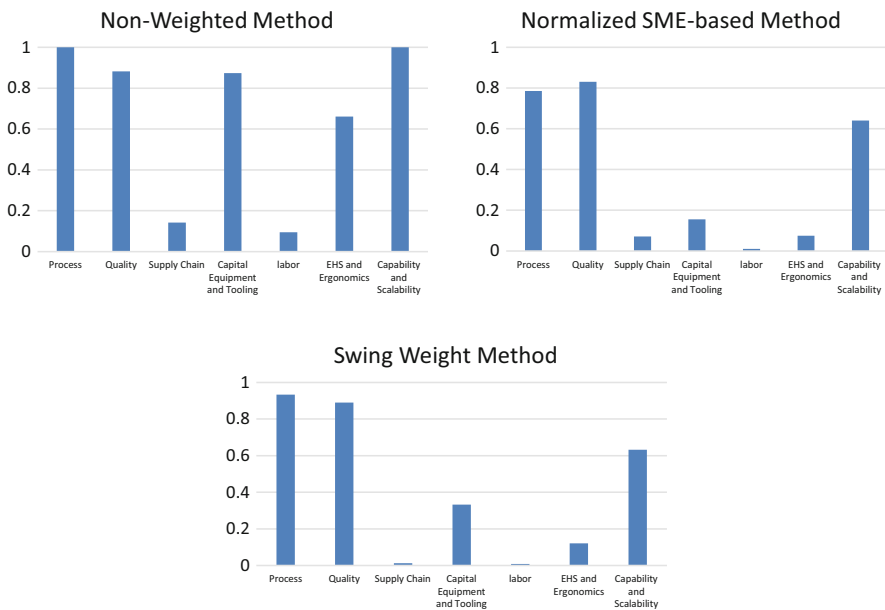 Non-Weighted Method
1
0.8
0.6
0.4
0.2
0
Process Quality Supply Chain Capital labor EHS and Capability
Equipment Ergonomics and
and Tooling Scalability
Normalized SME-based Method
1
0.8
0.6
0.4
0.2
0
Process Quality Supply Chain Capital labor EHS and Capability
Equipment Ergonomics and
and Tooling Scalability
Swing Weight Method
1
0.8
0.6
0.4
0.2
0
Process Quality Supply Chain Capital labor EHS and Capability
Equipment Ergonomics and
and Tooling Scalability